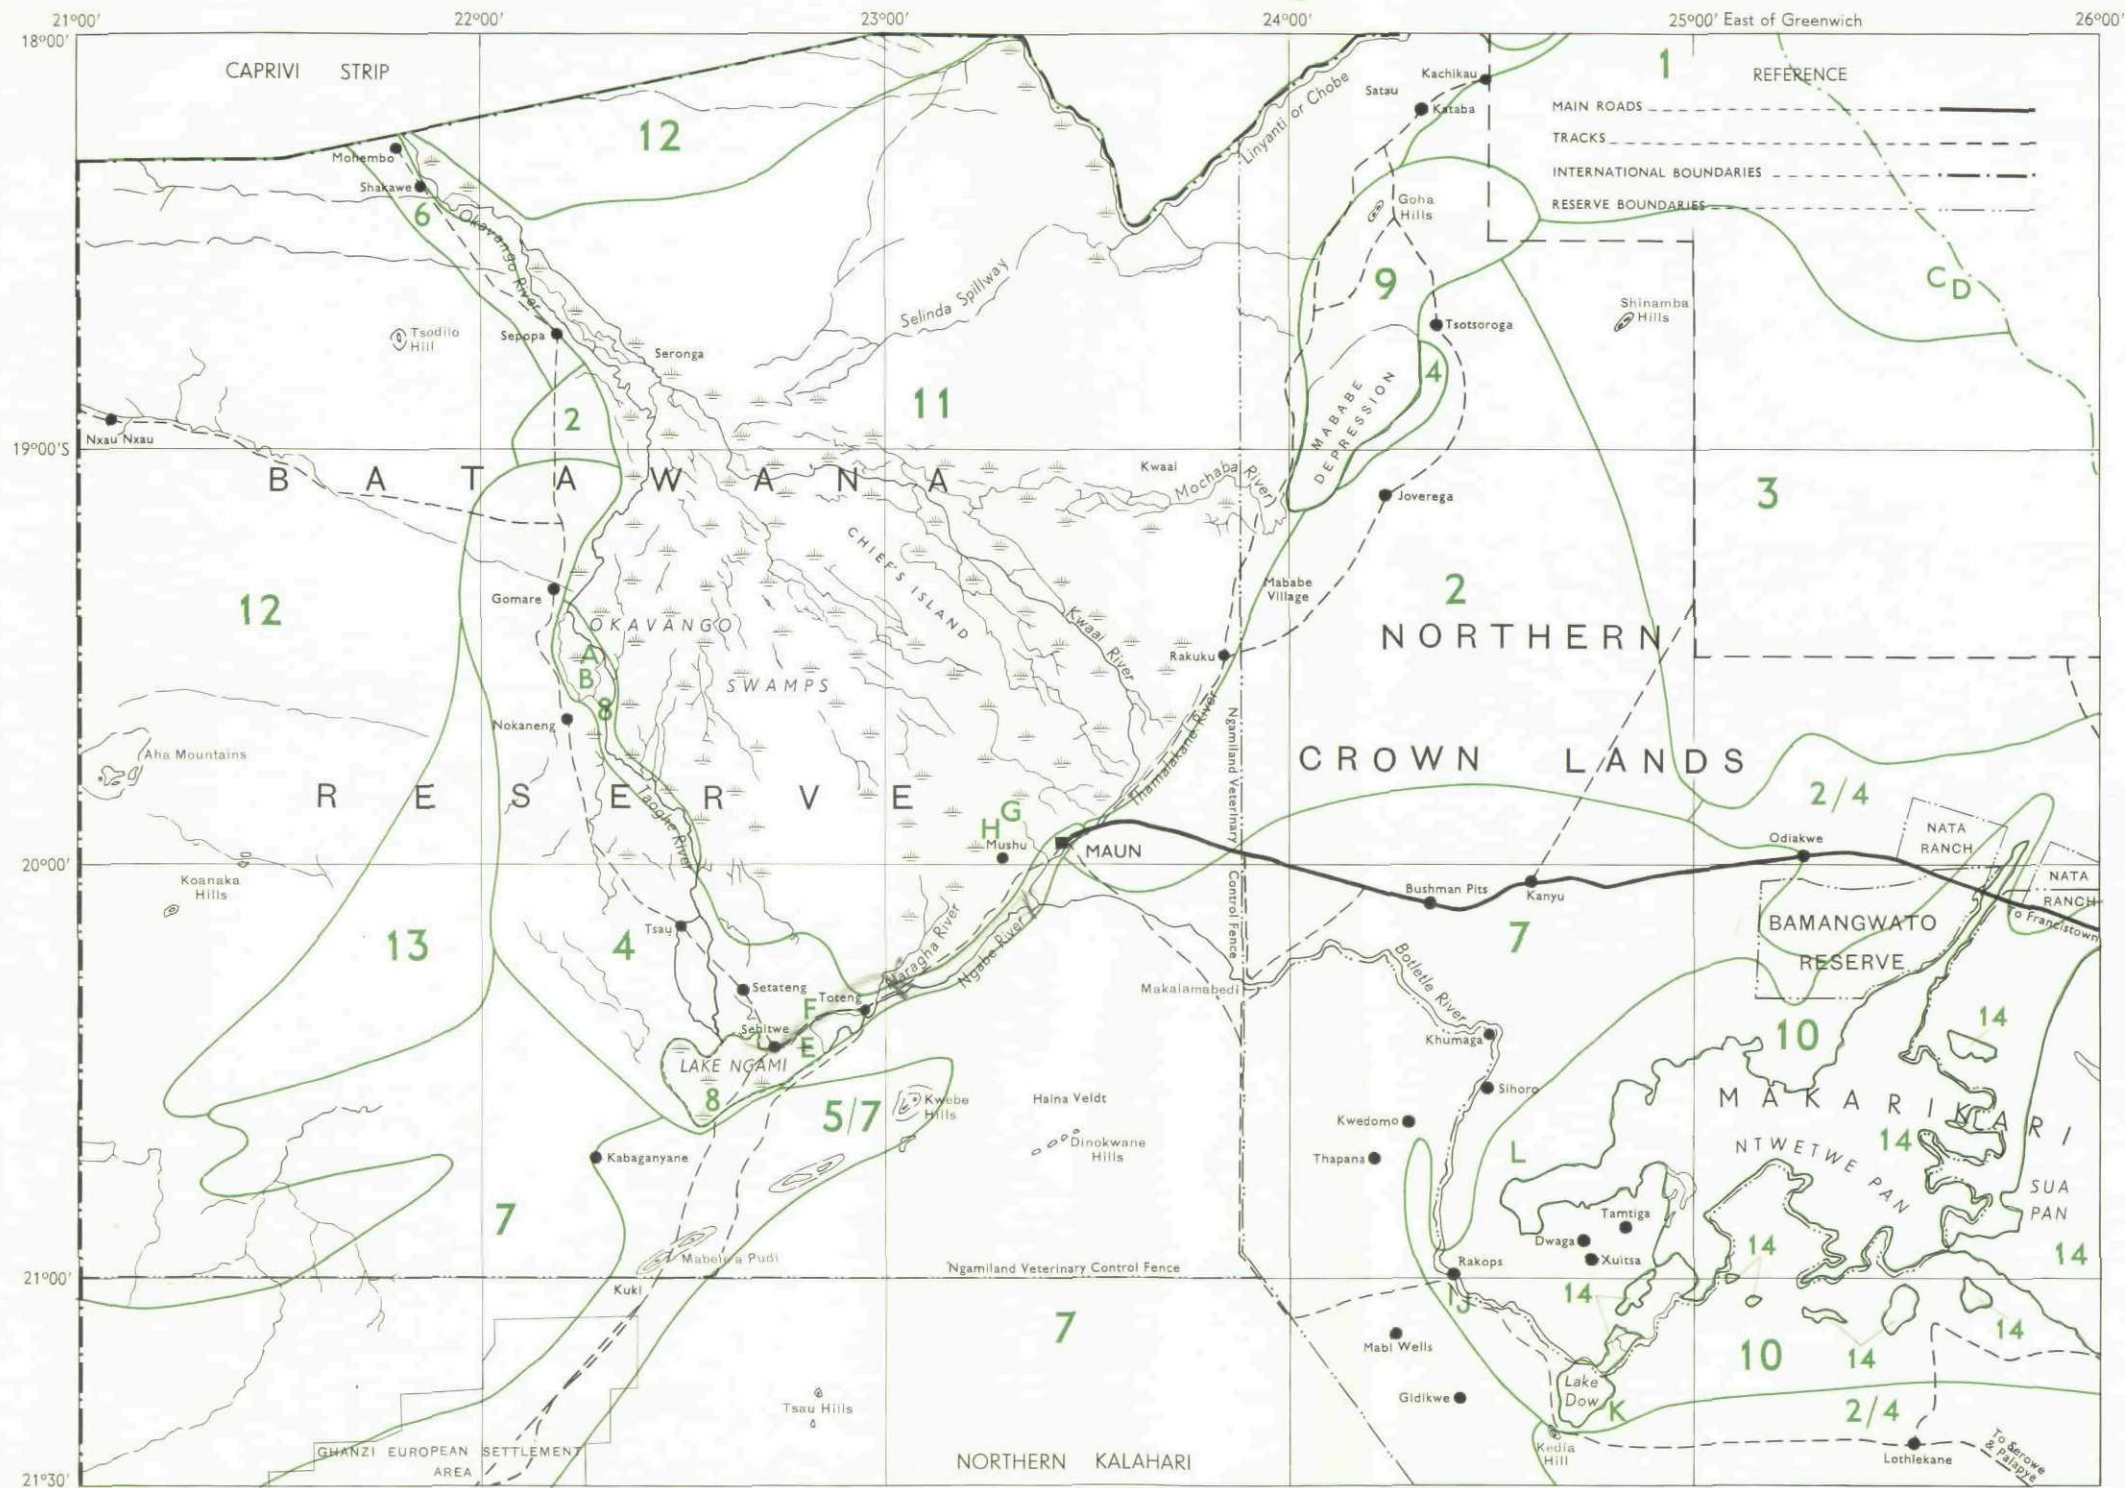 21°00' 22°00' 23°00' 24°00' 25°00' East of Greenwich 26°00'
18°00'
CAPRIVI STRIP
12
1
REFERENCE
MAIN ROADS
TRACKS
INTERNATIONAL BOUNDARIES
RESERVE BOUNDARIES
Kachikau
Satau
Kataba
Linyanti or Chobe
Mohembo
Shakawe
6
Okavango River
Goha
Hills
9
C D
Shinamba
Hills
Selinda Spillway
Tsodilo
Hill
Sepopa
Seronga
Tsotsoroga
4
11
MABABE
DEPRESSION
2
Nxau Nxau
19°00'S
BATAWANA
Kwaai
Mochaba River
Joverega
3
CHIEF'S ISLAND
12
Gomare
OKAVANGO
SWAMPS
Kwaai River
Mababe
Village
2
NORTHERN
Rakuku
A
B
8
Nokaneng
Thamalakane River
Ngamiland Veterinary Control Fence
CROWN LANDS
Aha Mountains
RESERVE
Taoghe River
G
H
Mushu
MAUN
2/4
Odiakwe
NATA
RANCH
20°00'
Koanaka
Hills
Bushman Pits
Kanyu
NATA
RANCH
To Francistown
BAMANGWATO
RESERVE
13
4
Tsau
7
Naragha River
Ngabe River
Botletle River
Makalamabedi
Setateng
F
Toteng
Sebitwe
E
LAKE NGAMI
8
5/7
Kwebe
Hills
Haina Veldt
Dinokwane
Hills
Khumaga
Sihoro
Kwedomo
Thapana
10
14
MAKARIKARI
14
NTWETWE PAN
SUA
PAN
14
L
Kabaganyane
7
Mabele a Pudi
Tamtiga
Dwaga
Xuitsa
14
14
Rakops
IJ
21°00'
Ngamiland Veterinary Control Fence
Kuki
7
Mabi Wells
Gidikwe
Lake
Dow
K
10
14
14
2/4
Tsau Hills
GHANZI EUROPEAN SETTLEMENT
AREA
NORTHERN KALAHARI
Kedia
Hill
Lothlekane
To Serowe
& Palapye
21°30'